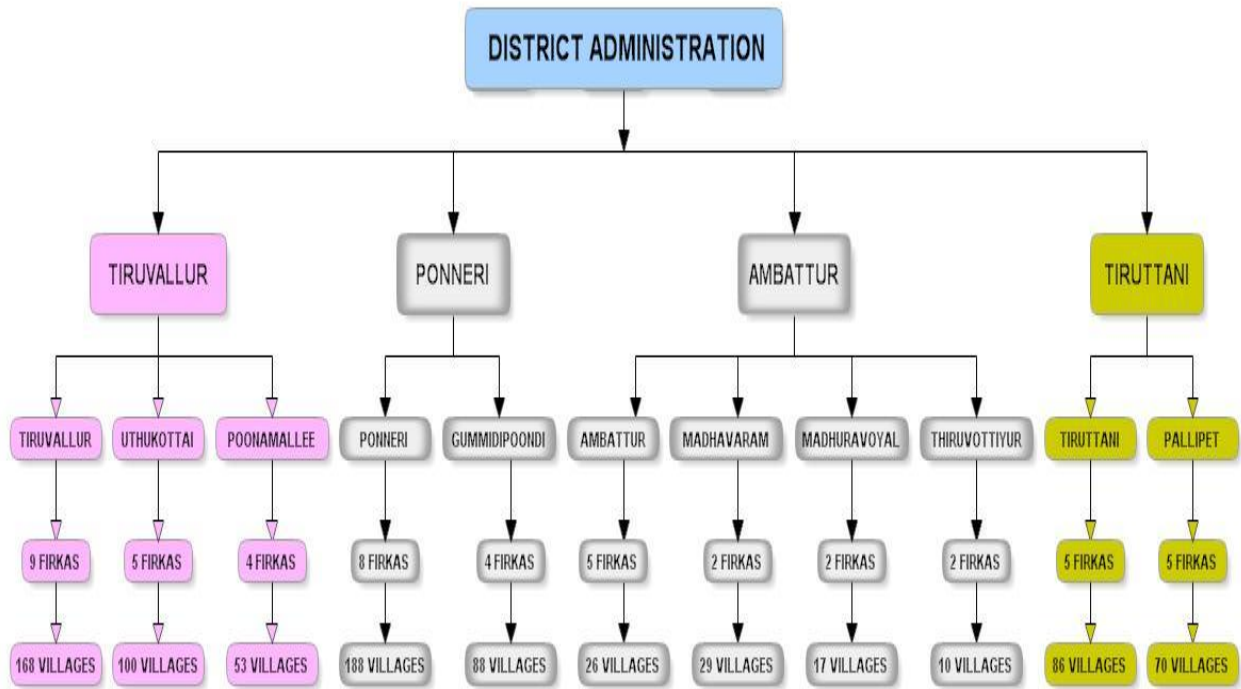 DISTRICT ADMINISTRATION
TIRUVALLUR
PONNERI
AMBATTUR
TIRUTTANI
TIRUVALLUR
UTHUKOTTAI
POONAMALLEE
PONNERI
GUMMIDIPOONDI
AMBATTUR
MADHAVARAM
MADHURAVOYAL
THIRUVOTTIYUR
TIRUTTANI
PALLIPET
9 FIRKAS
5 FIRKAS
4 FIRKAS
8 FIRKAS
4 FIRKAS
5 FIRKAS
2 FIRKAS
2 FIRKAS
2 FIRKAS
5 FIRKAS
5 FIRKAS
168 VILLAGES
100 VILLAGES
53 VILLAGES
188 VILLAGES
88 VILLAGES
26 VILLAGES
29 VILLAGES
17 VILLAGES
10 VILLAGES
86 VILLAGES
70 VILLAGES